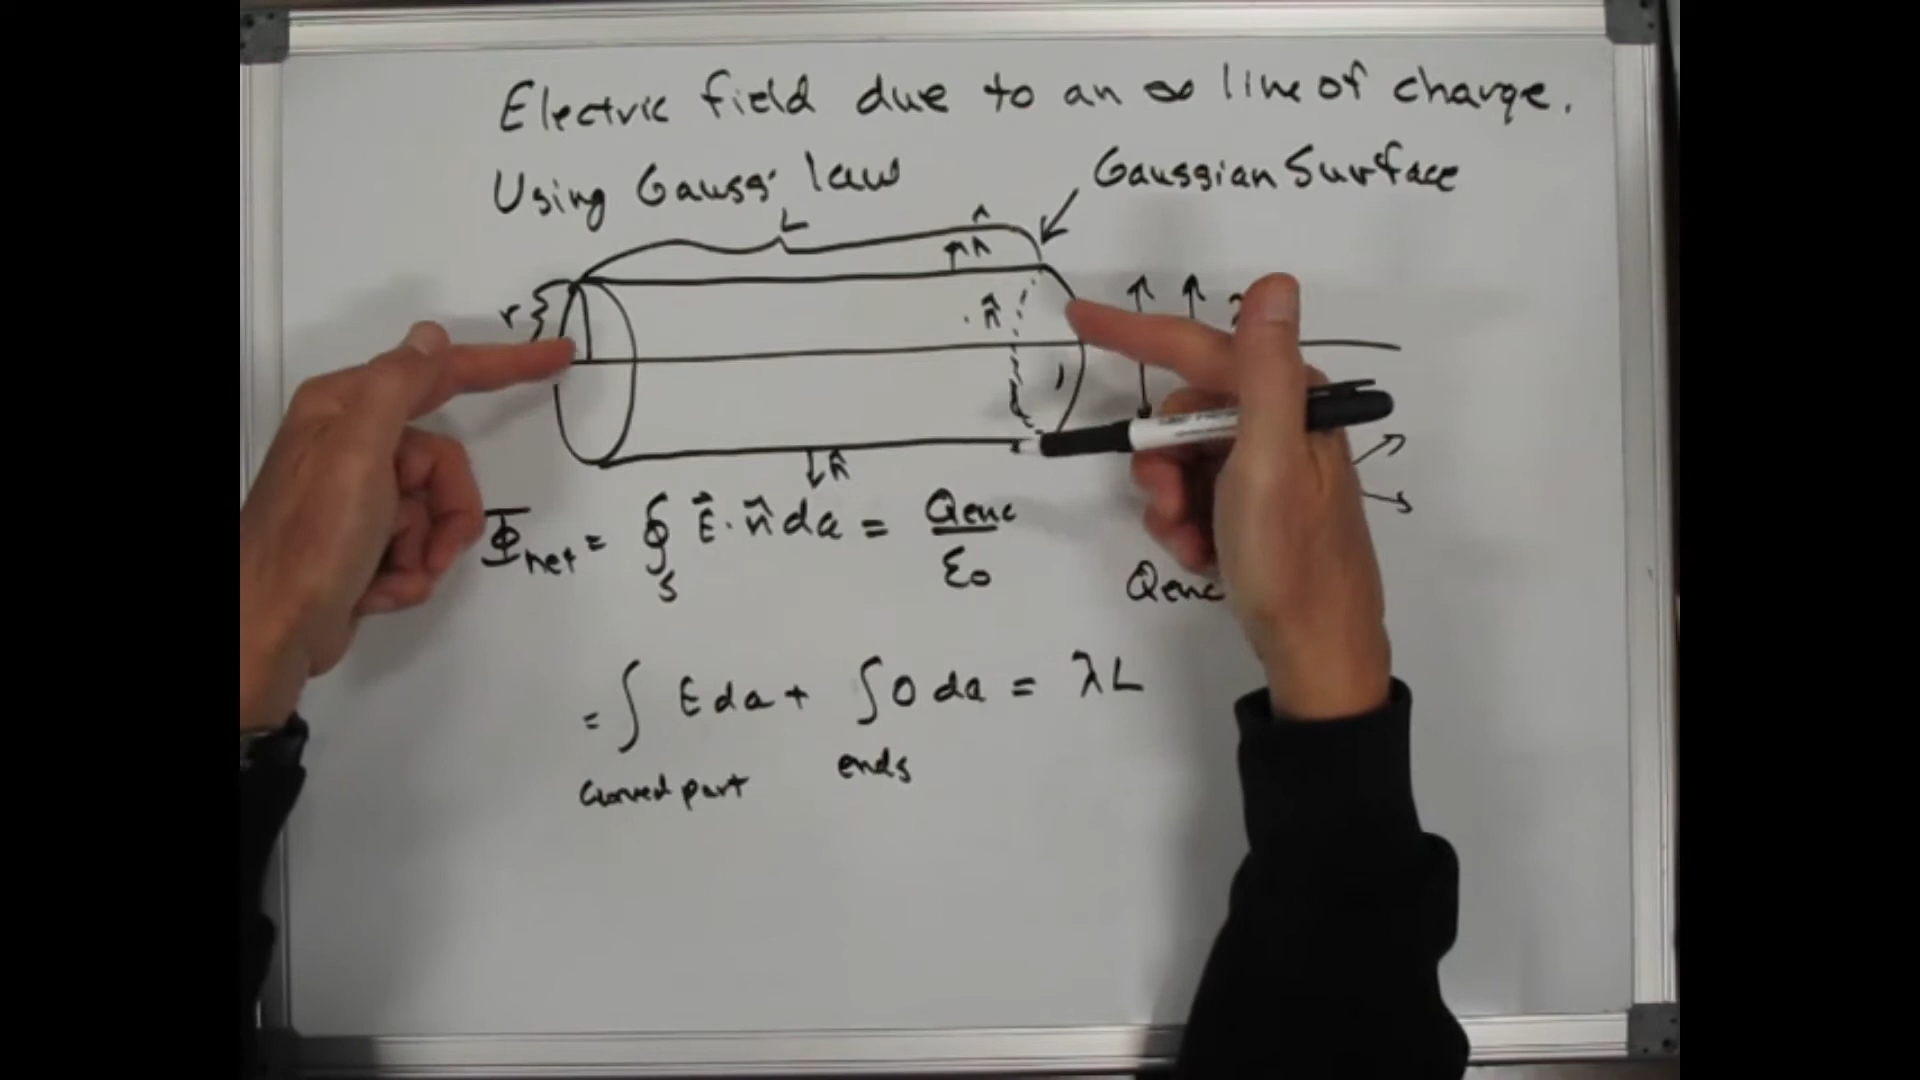 Electric field due to an ∞ line of charge.
Using Gauss' law
Gaussian Surface
L
n̂
r
n̂
n̂
Φnet = ∮S E⃗ · n̂ da = Qenc/ε0
Qenc
= ∫ E da + ∫ 0 da = λL
curved part ends